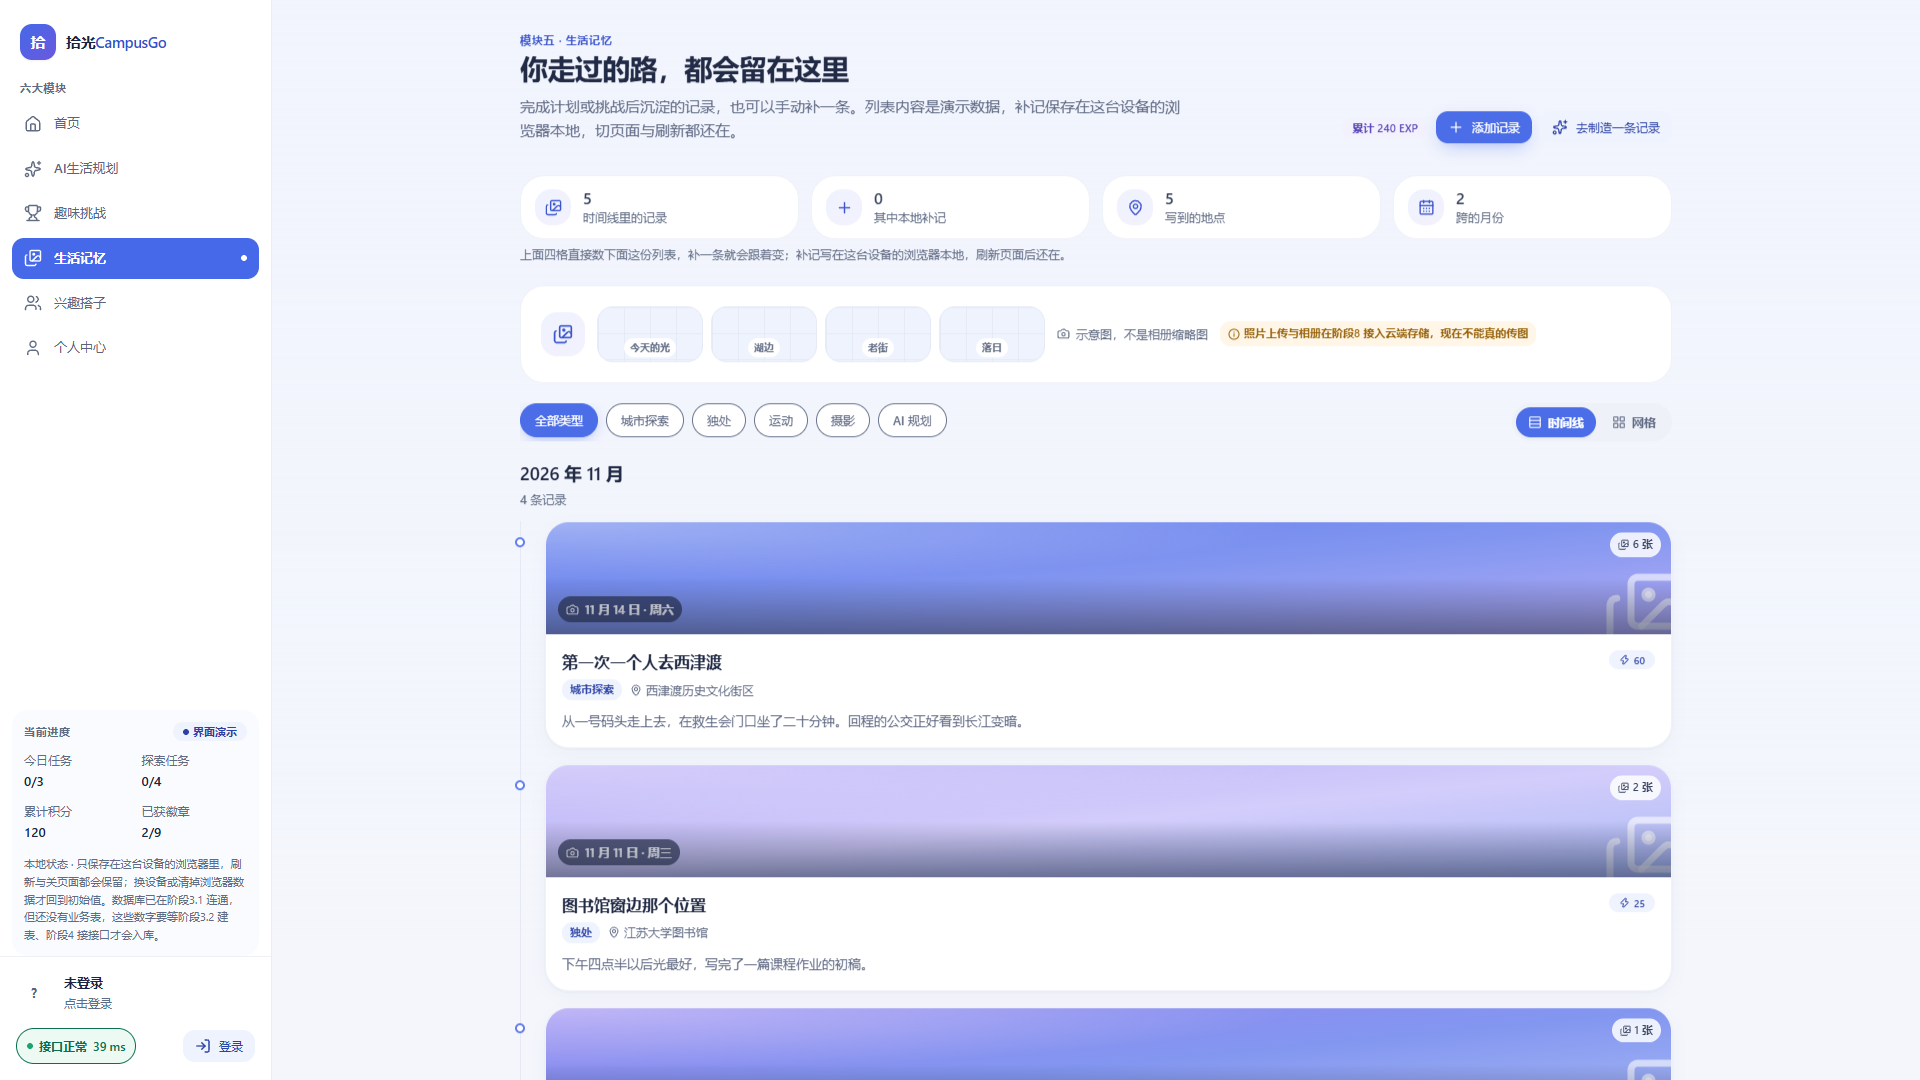 拾 拾光CampusGo
六大模块
首页
AI生活规划
趣味挑战
生活记忆
兴趣搭子
个人中心
当前进度 界面演示
今日任务 探索任务
0/3 0/4
累计积分 已获徽章
120 2/9
本地状态 · 只保存在这台设备的浏览器里，刷
新与关页面都会保留；换设备或清掉浏览器数
据才回到初始值。数据库已在阶段3.1 连通，
但还没有业务表，这些数字要等阶段3.2 建
表、阶段4 接接口才会入库。
? 未登录
点击登录
接口正常 39 ms 登录
模块五 · 生活记忆
你走过的路，都会留在这里
完成计划或挑战后沉淀的记录，也可以手动补一条。列表内容是演示数据，补记保存在这台设备的浏
览器本地，切页面与刷新都还在。
累计 240 EXP 添加记录 去制造一条记录
5
时间线里的记录
0
其中本地补记
5
写到的地点
2
跨的月份
上面四格直接数下面这份列表，补一条就会跟着变；补记写在这台设备的浏览器本地，刷新页面后还在。
今天的光 湖边 老街 落日 示意图，不是相册缩略图 照片上传与相册在阶段8 接入云端存储，现在不能真的传图
全部类型 城市探索 独处 运动 摄影 AI 规划 时间线 网格
2026 年 11 月
4 条记录
6 张
11 月 14 日 · 周六
第一次一个人去西津渡 60
城市探索 西津渡历史文化街区
从一号码头走上去，在救生会门口坐了二十分钟。回程的公交正好看到长江变暗。
2 张
11 月 11 日 · 周三
图书馆窗边那个位置 25
独处 江苏大学图书馆
下午四点半以后光最好，写完了一篇课程作业的初稿。
1 张